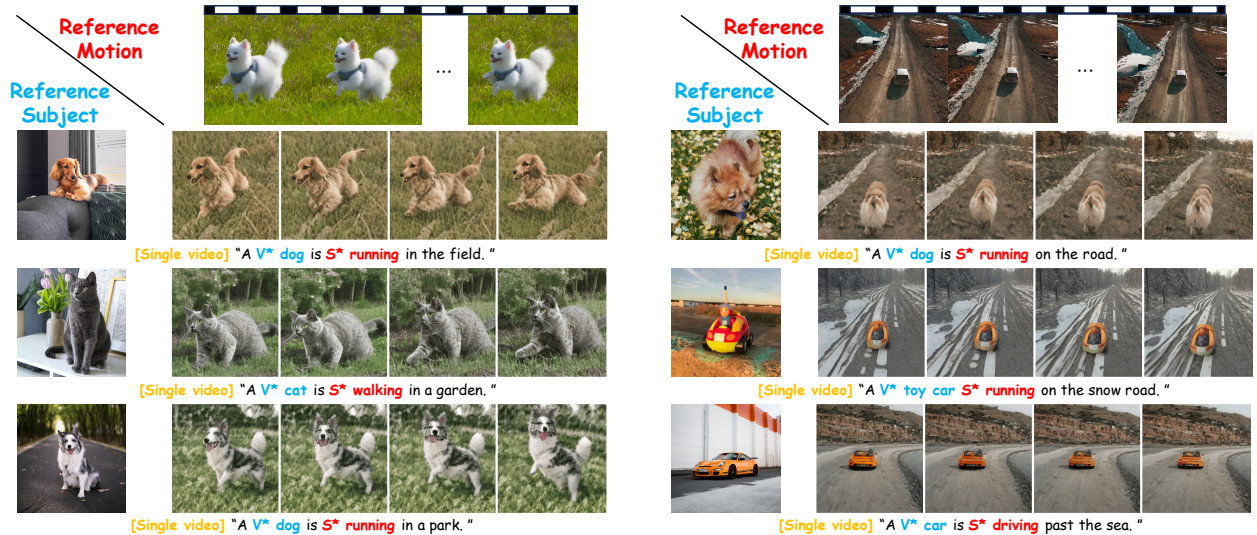 Reference
Motion
Reference
Subject
...
[Single video] “A V* dog is S* running in the field. ”
[Single video] “A V* cat is S* walking in a garden. ”
[Single video] “A V* dog is S* running in a park. ”
Reference
Motion
Reference
Subject
...
[Single video] “A V* dog is S* running on the road. ”
[Single video] “A V* toy car S* running on the snow road. ”
[Single video] “A V* car is S* driving past the sea. ”